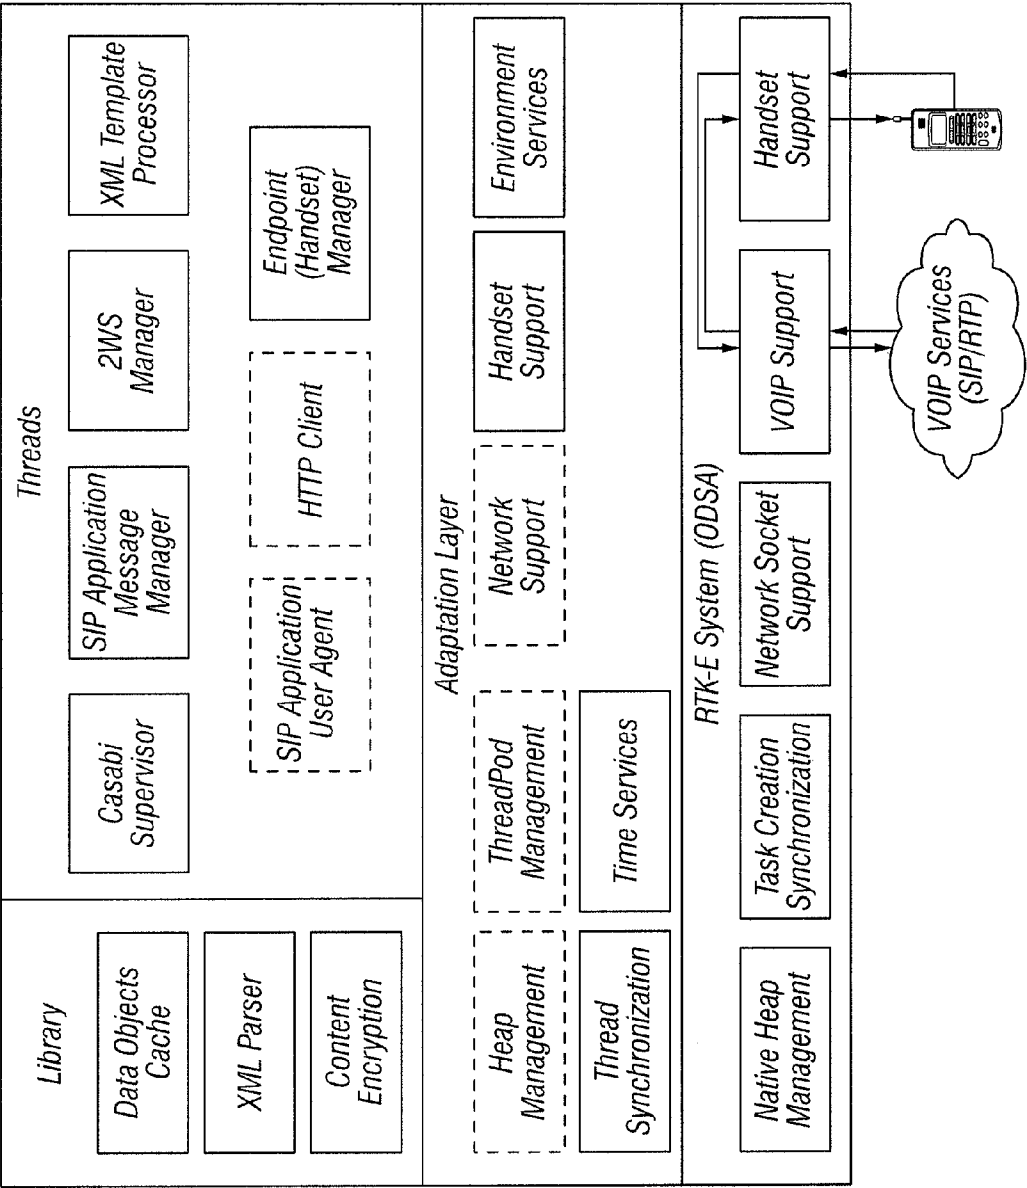 Library
Data Objects
Cache
XML Parser
Content
Encryption
Threads
Casabi
Supervisor
SIP Application
Message
Manager
2WS
Manager
XML Template
Processor
SIP Application
User Agent
HTTP Client
Endpoint
(Handset)
Manager
Adaptation Layer
Heap
Management
ThreadPod
Management
Network
Support
Handset
Support
Environment
Services
Thread
Synchronization
Time Services
RTK-E System (ODSA)
Native Heap
Management
Task Creation
Synchronization
Network Socket
Support
VOIP Support
Handset
Support
VOIP Services
(SIP/RTP)